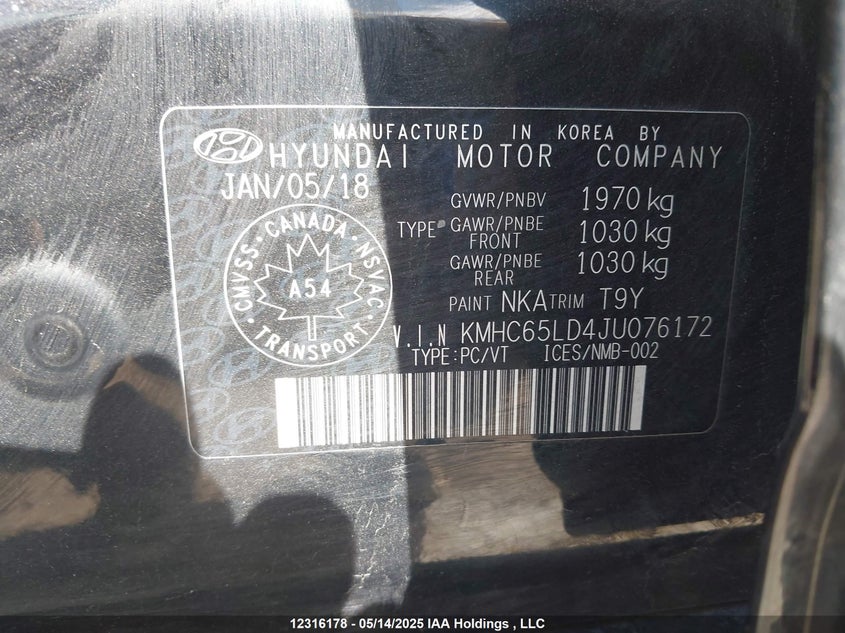 MANUFACTURED IN KOREA BY
HYUNDAI MOTOR COMPANY
JAN/05/18
GVWR/PNBV 1970 kg
TYPE GAWR/PNBE FRONT 1030 kg
GAWR/PNBE REAR 1030 kg
PAINT NKA TRIM T9Y
V.I.N KMHC65LD4JU076172
TYPE:PC/VT ICES/NMB-002
CMVSS. CANADA. NSVAC
A54
TRANSPORT
12316178 - 05/14/2025 IAA Holdings , LLC